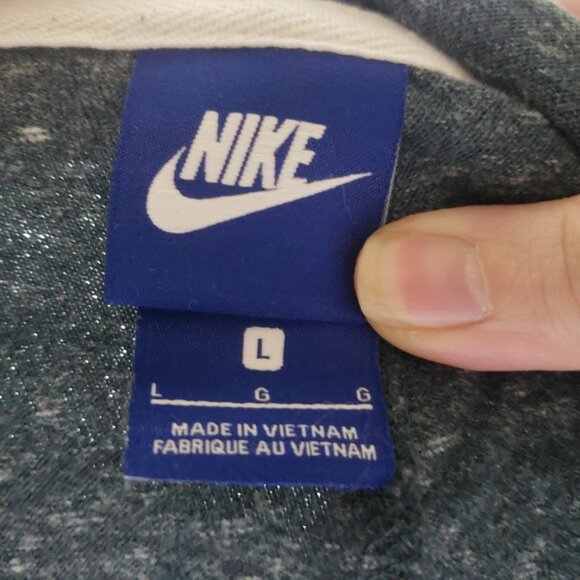 NIKE
L
L G G
MADE IN VIETNAM
FABRIQUE AU VIETNAM